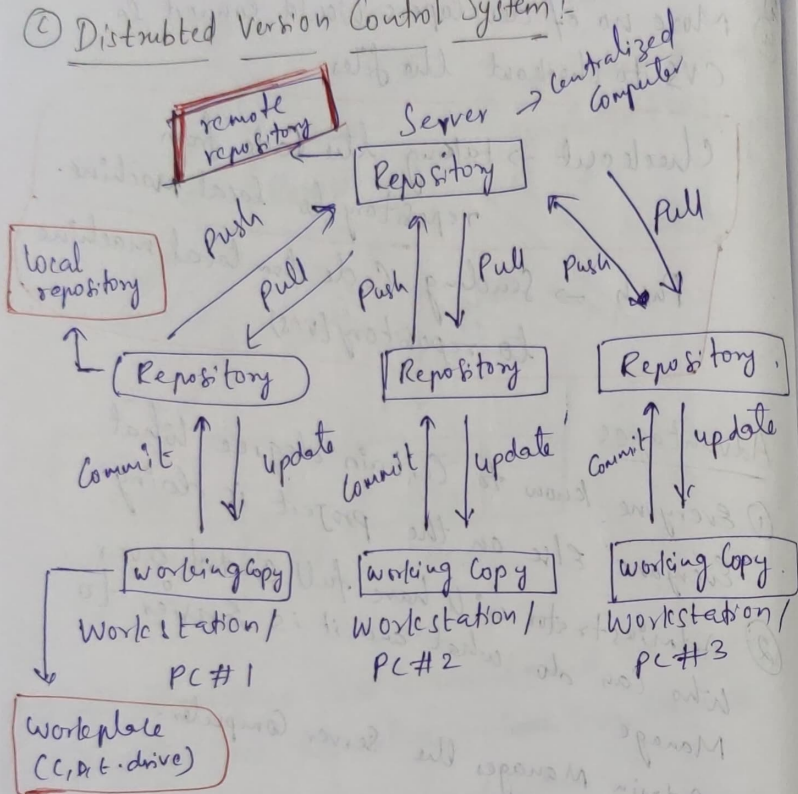 © Distrubted Version Control System :-
remote
repository
Server → Centralized
Computer
Repository
Push
Pull
Push
Pull
Push
Pull
Local
repository
Repository
Repository
Repository.
Commit
update
Commit
update
Commit
update
Working Copy
Working Copy
Working Copy.
Workstation/
PC#1
Workstation/
PC#2
Workstation/
PC#3
Workplace
(C, D, E. drive)